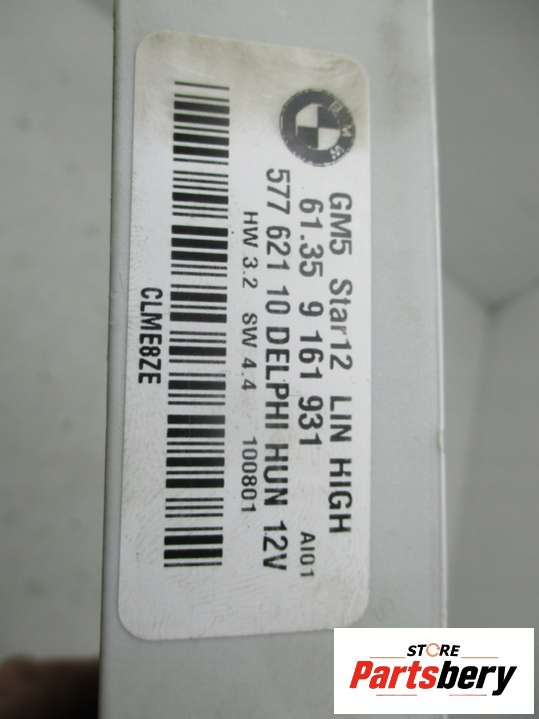 BMW
GM5 Star12 LIN HIGH
61.35 9 161 931 AI01
577 621 10 DELPHI HUN 12V
HW 3.2 SW 4.4 100801
CLME8ZE
STORE
Partsbery